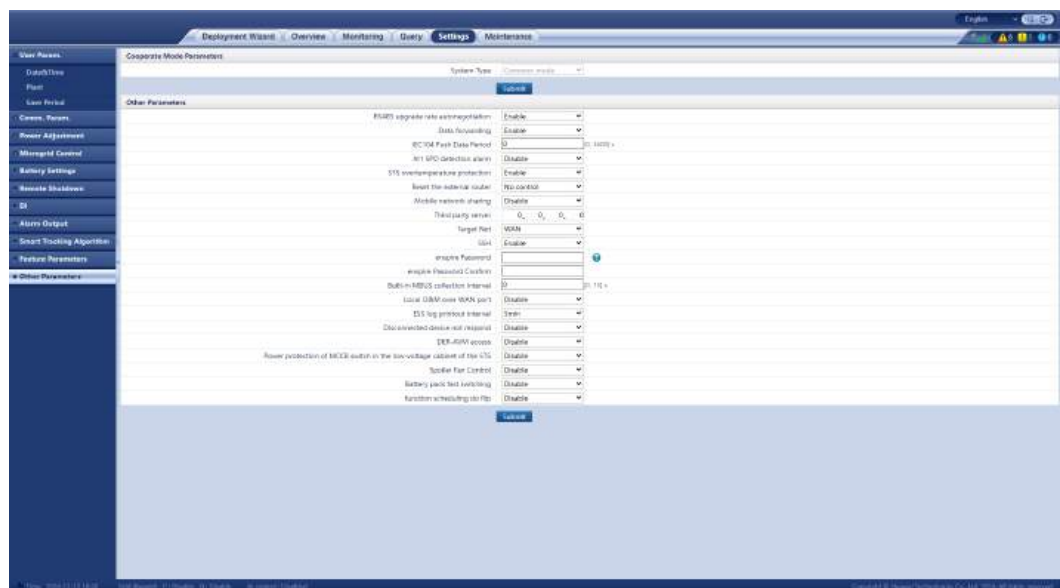 English
Deployment Wizard Overview Monitoring Query Settings Maintenance
User Param.
Date&Time
Plant
Save Period
Comm. Param.
Power Adjustment
Microgrid Control
Battery Settings
Remote Shutdown
DI
Alarm Output
Smart Tracking Algorithm
Feature Parameters
Other Parameters
Cooperate Mode Parameters
System Type Common mode
Submit
Other Parameters
RS485 upgrade rate autonegotiation Enable
Data forwarding Enable
IEC104 Push Data Period 0
SPD detection alarm Disable
STS overtemperature protection Enable
Reset the external router No control
Mobile network sharing Disable
Third party server 0. 0. 0. 0
Target Net WAN
SSH Enable
enspire Password
enspire Password Confirm
Built-in MBUS collection interval 0
Local O&M over WAN port Disable
ESS log printout interval 5min
Disconnected device not respond Disable
DER-AVM access Disable
Power protection of MCCB switch in the low-voltage cabinet of the STS Disable
Spoiler Fan Control Disable
Battery pack fast switching Disable
function scheduling do flip Disable
Submit